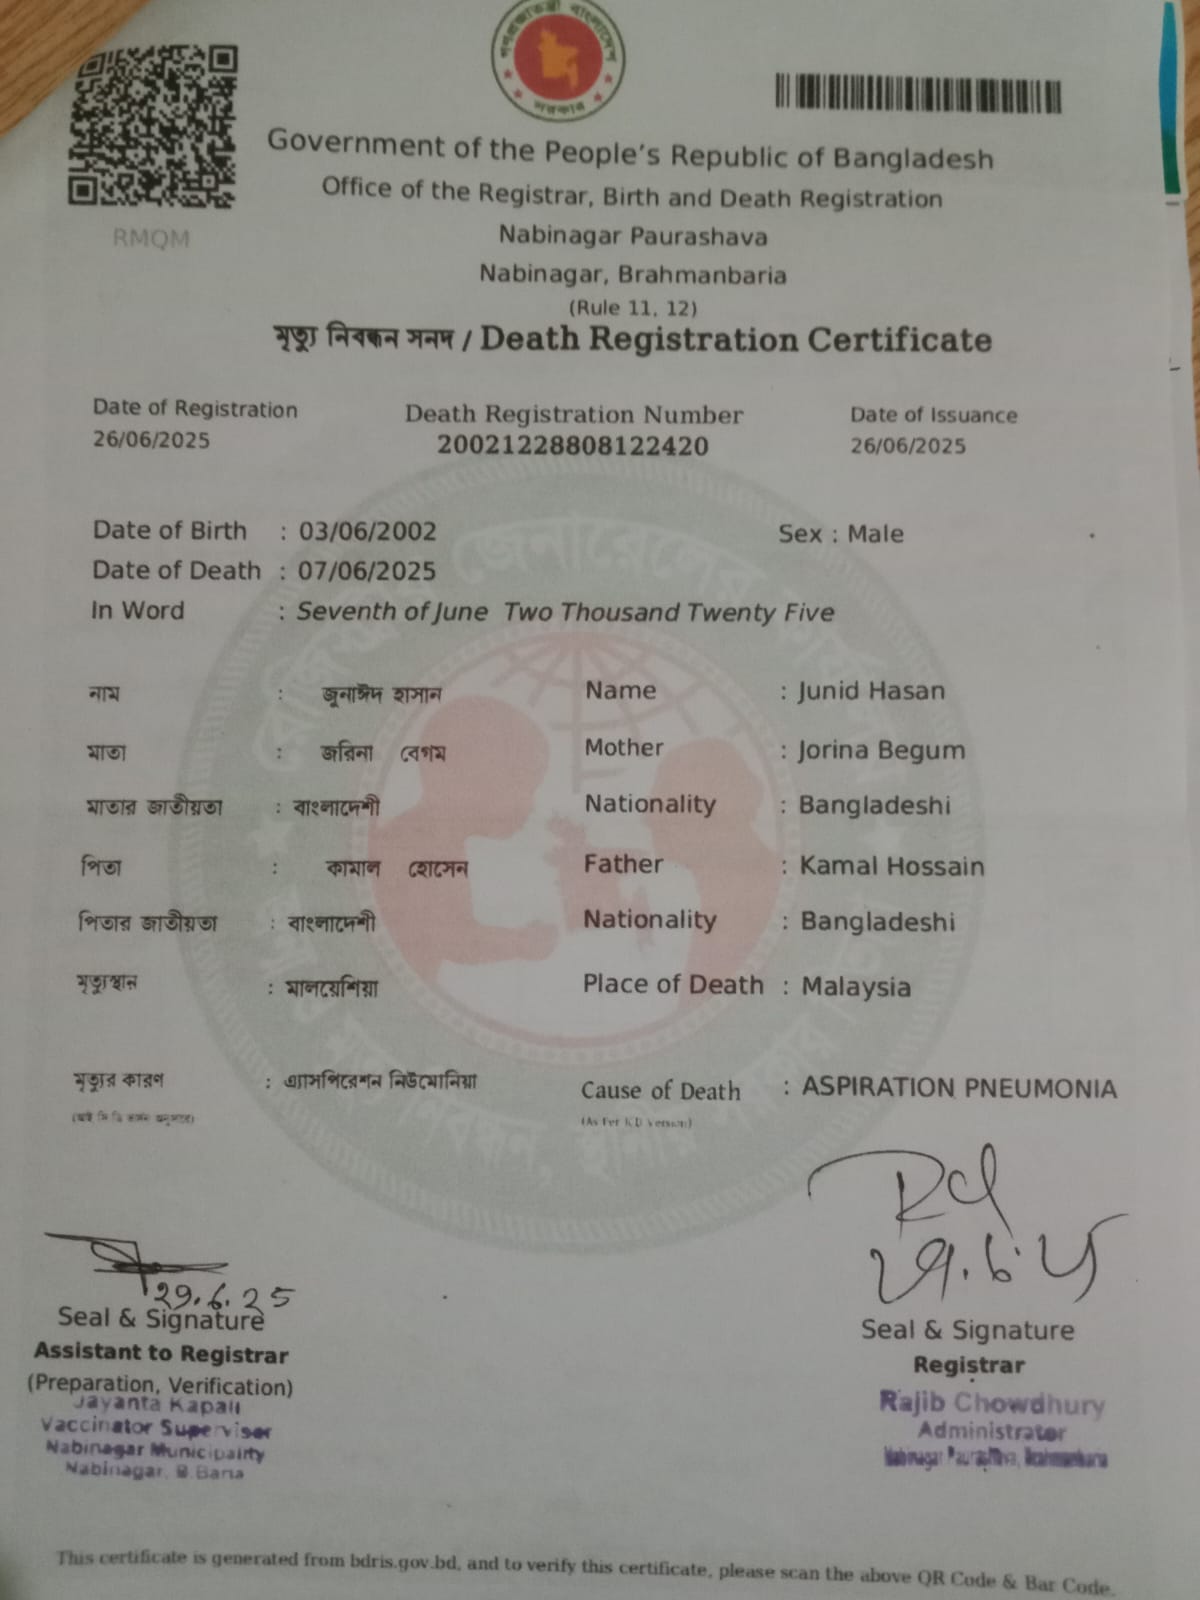 গণপ্রজাতন্ত্রী বাংলাদেশ
সরকার
RMQM
Government of the People's Republic of Bangladesh
Office of the Registrar, Birth and Death Registration
Nabinagar Paurashava
Nabinagar, Brahmanbaria
(Rule 11, 12)
মৃত্যু নিবন্ধন সনদ / Death Registration Certificate
Date of Registration Death Registration Number Date of Issuance
26/06/2025 20021228808122420 26/06/2025
Date of Birth : 03/06/2002 Sex : Male
Date of Death : 07/06/2025
In Word : Seventh of June Two Thousand Twenty Five
নাম : জুনাঈদ হাসান Name : Junid Hasan
মাতা : জরিনা বেগম Mother : Jorina Begum
মাতার জাতীয়তা : বাংলাদেশী Nationality : Bangladeshi
পিতা : কামাল হোসেন Father : Kamal Hossain
পিতার জাতীয়তা : বাংলাদেশী Nationality : Bangladeshi
মৃত্যুস্থান : মালয়েশিয়া Place of Death : Malaysia
মৃত্যুর কারণ : এ্যাসপিরেশন নিউমোনিয়া Cause of Death : ASPIRATION PNEUMONIA
29.6.25
Seal & Signature
Assistant to Registrar
(Preparation, Verification)
Jayanta Kapali
Vaccinator Supervisor
Nabinagar Municipality
Nabinagar, B.Baria
Seal & Signature
Registrar
Rajib Chowdhury
Administrator
Nabinagar Paurashava, Brahmanbaria
This certificate is generated from bdris.gov.bd, and to verify this certificate, please scan the above QR Code & Bar Code.